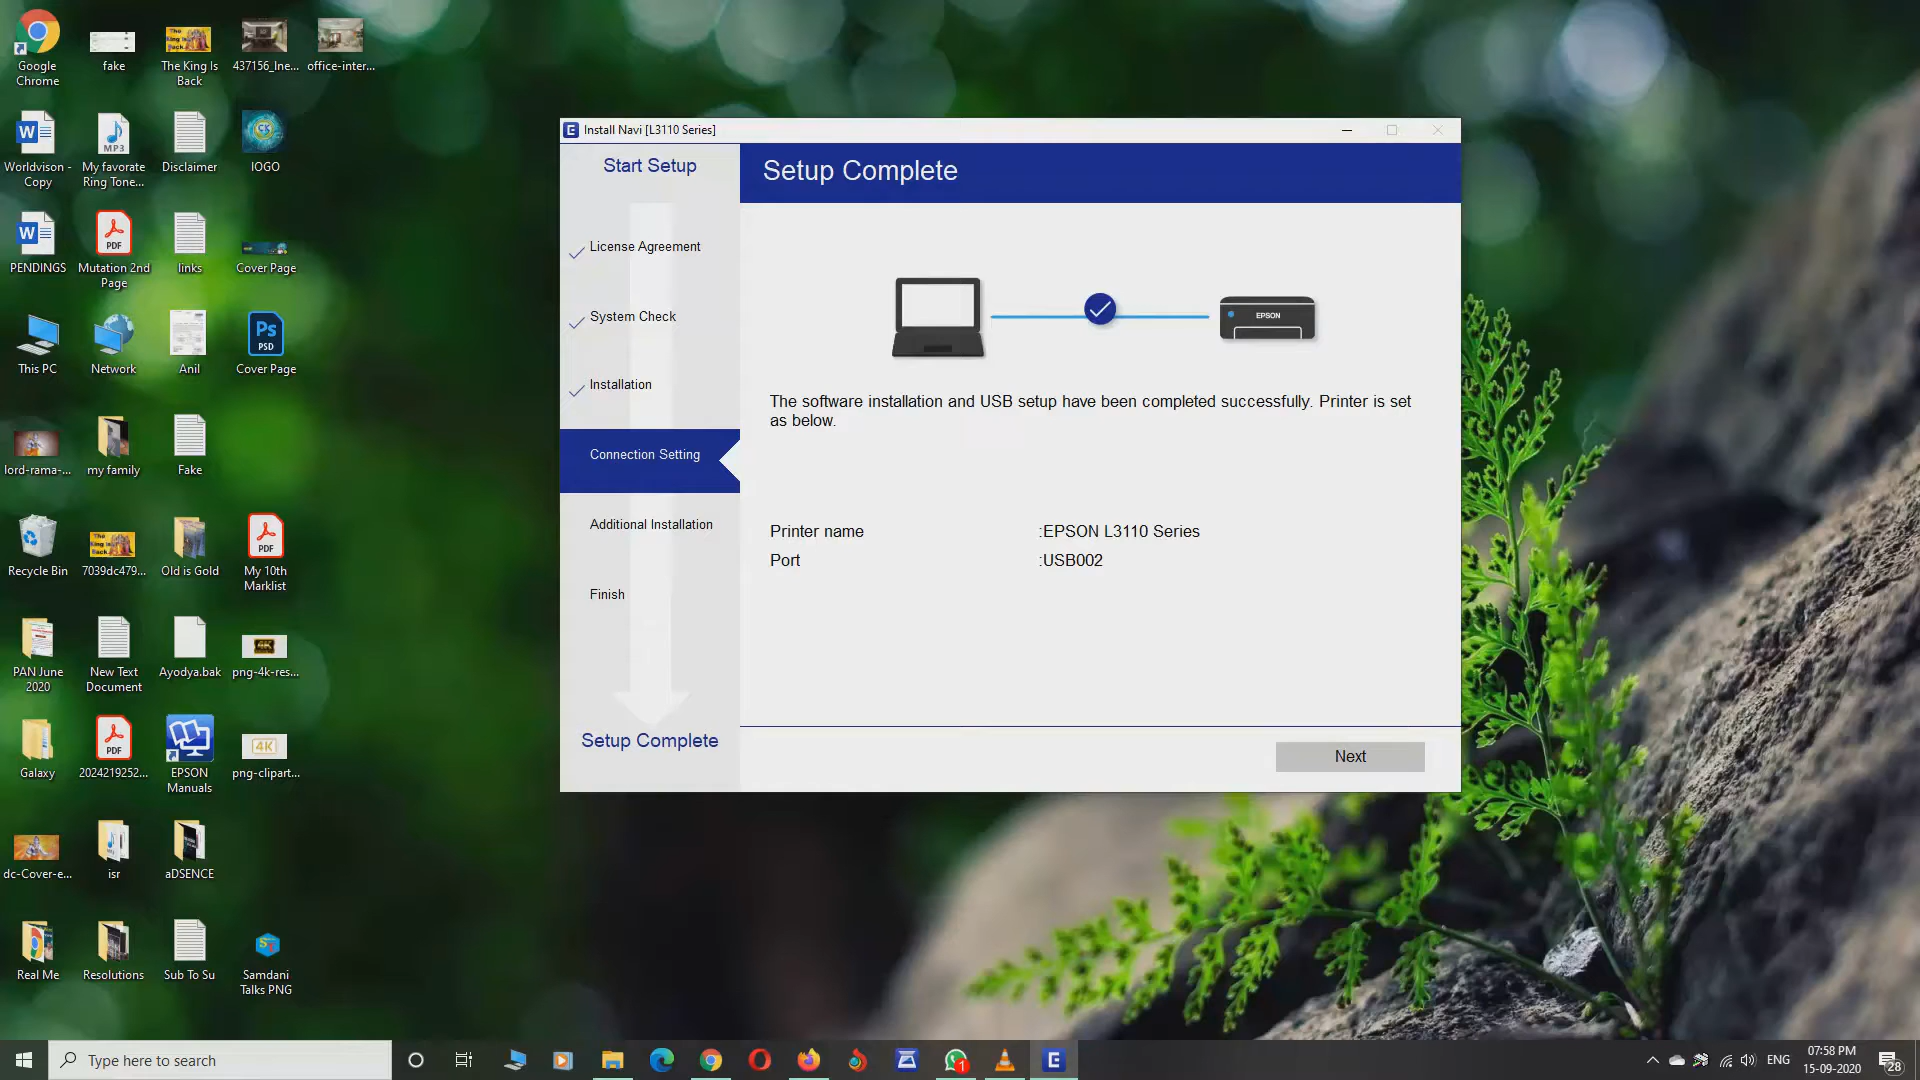 Google
Chrome
fake
The King Is
Back
437156_Ine...
office-inter...
Worldvison -
Copy
My favorate
Ring Tone...
Disclaimer
lOGO
PENDINGS
Mutation 2nd
Page
links
Cover Page
This PC
Network
Anil
Cover Page
lord-rama-...
my family
Fake
Recycle Bin
7039dc479...
Old is Gold
My 10th
Marklist
PAN June
2020
New Text
Document
Ayodya.bak
png-4k-res...
Galaxy
2024219252...
EPSON
Manuals
png-clipart...
dc-Cover-e...
isr
aDSENCE
Real Me
Resolutions
Sub To Su
Samdani
Talks PNG
Install Navi [L3110 Series]
Start Setup
License Agreement
System Check
Installation
Connection Setting
Additional Installation
Finish
Setup Complete
Setup Complete
EPSON
The software installation and USB setup have been completed successfully. Printer is set
as below.
Printer name :EPSON L3110 Series
Port :USB002
Next
Type here to search
1
ENG
07:58 PM
15-09-2020
28